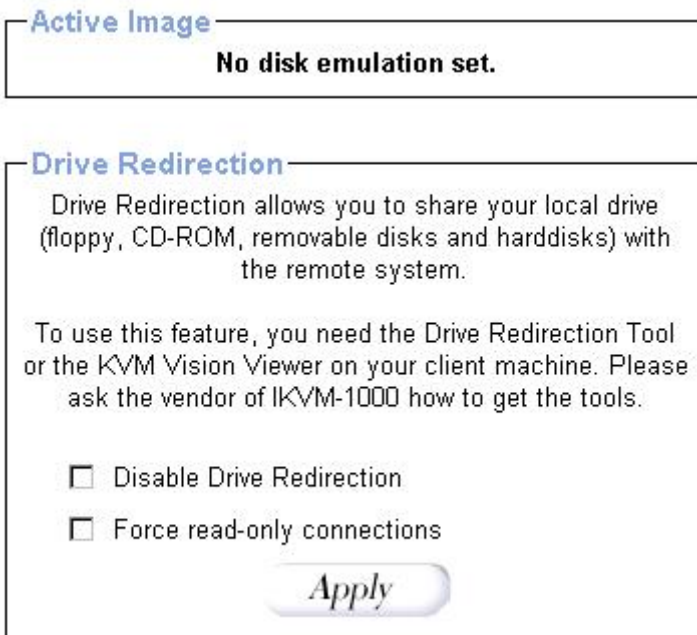 Active Image
No disk emulation set.
Drive Redirection
Drive Redirection allows you to share your local drive
(floppy, CD-ROM, removable disks and harddisks) with
the remote system.
To use this feature, you need the Drive Redirection Tool
or the KVM Vision Viewer on your client machine. Please
ask the vendor of IKVM-1000 how to get the tools.
Disable Drive Redirection
Force read-only connections
Apply